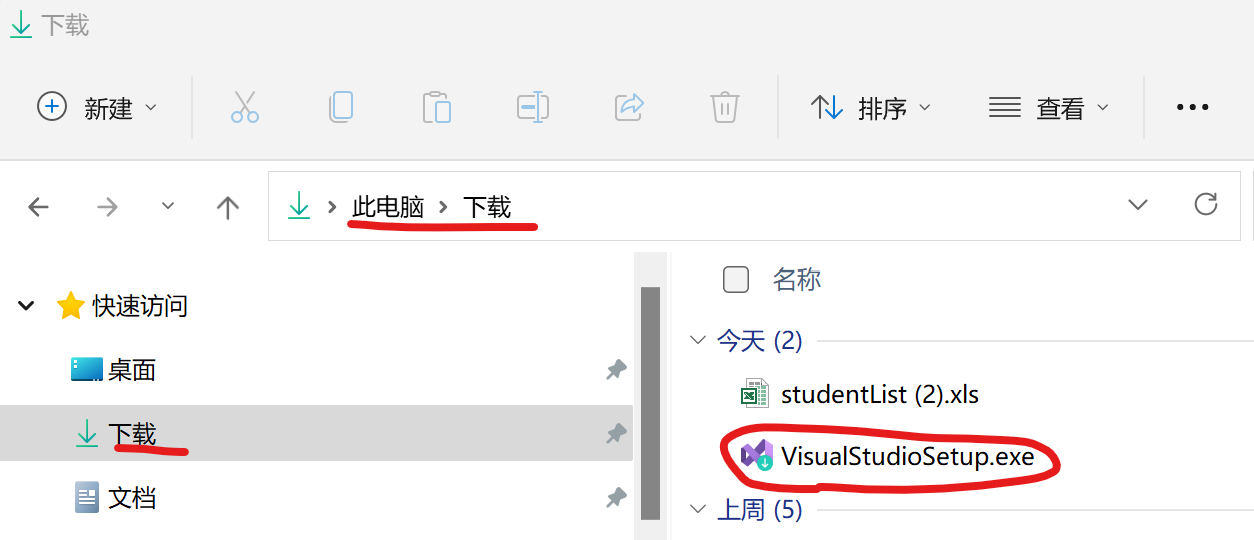 下载
新建 排序 查看
此电脑 下载
快速访问
桌面
下载
文档
名称
今天 (2)
studentList (2).xls
VisualStudioSetup.exe
上周 (5)